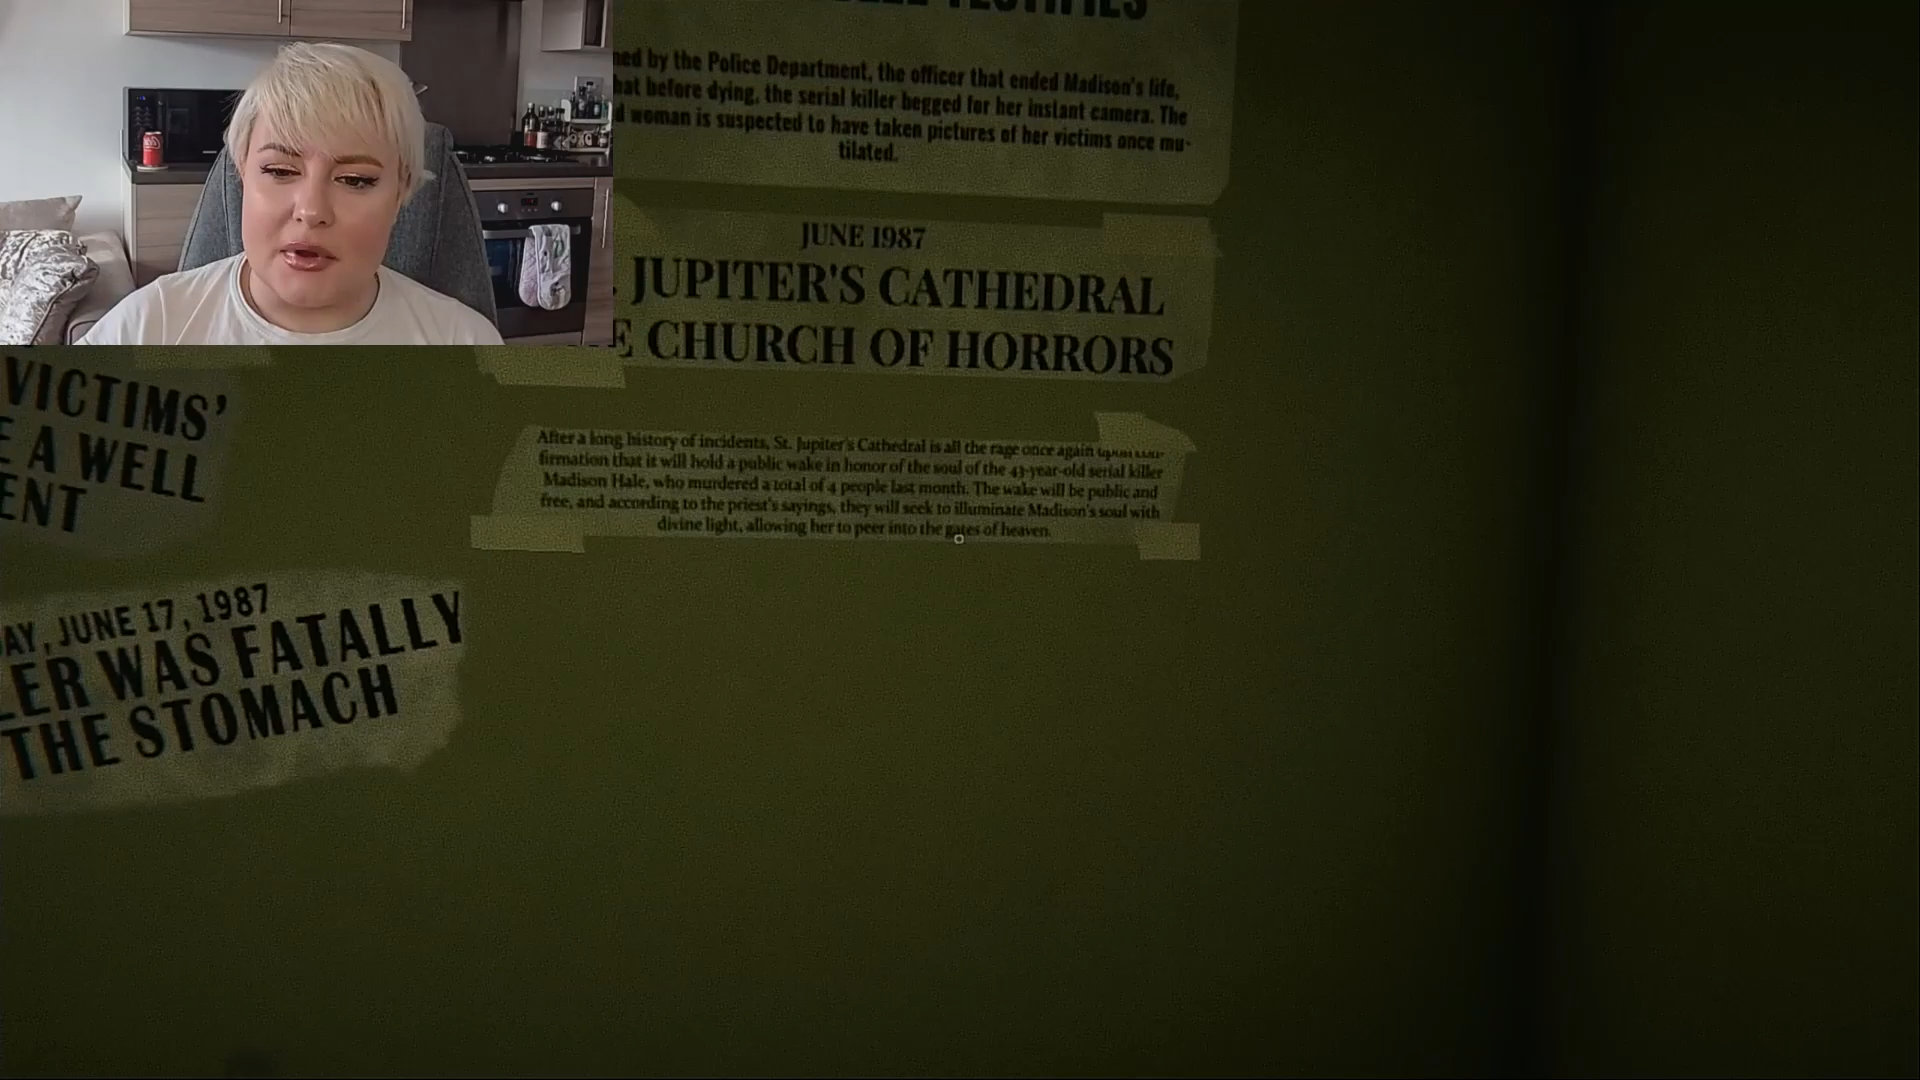 TESTIFIES
by the Police Department, the officer that ended Madison's life,
before dying, the serial killer begged for her instant camera. The
woman is suspected to have taken pictures of her victims once mu-
tilated.
JUNE 1987
JUPITER'S CATHEDRAL
CHURCH OF HORRORS
After a long history of incidents, St. Jupiter's Cathedral is all the rage once again upon con-
firmation that it will hold a public wake in honor of the soul of the 43-year-old serial killer
Madison Hale, who murdered a total of 4 people last month. The wake will be public and
free, and according to the priest's sayings, they will seek to illuminate Madison's soul with
divine light, allowing her to peer into the gates of heaven.
VICTIMS'
A WELL
JUNE 17, 1987
WAS FATALLY
THE STOMACH